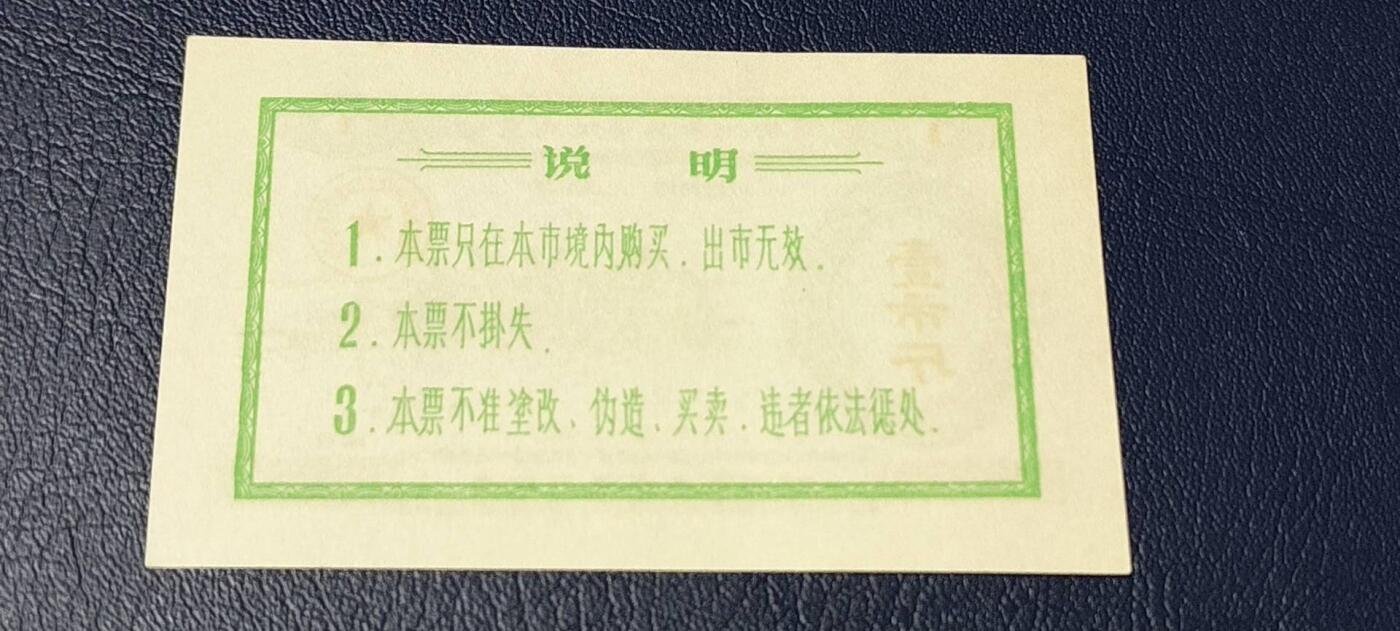 说 明
1.本票只在本市境内购买.出市无效.
2.本票不掛失.
3.本票不准塗改、伪造、买卖.违者依法惩处.